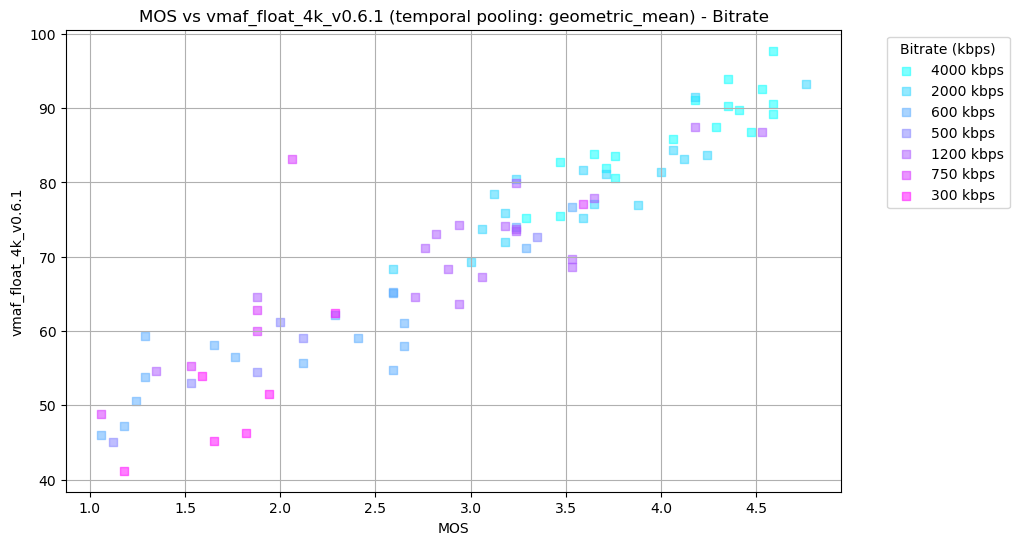 MOS vs vmaf_float_4k_v0.6.1 (temporal pooling: geometric_mean) - Bitrate
vmaf_float_4k_v0.6.1
100
90
80
70
60
50
40
1.0
1.5
2.0
2.5
3.0
3.5
4.0
4.5
MOS
Bitrate (kbps)
4000 kbps
2000 kbps
600 kbps
500 kbps
1200 kbps
750 kbps
300 kbps